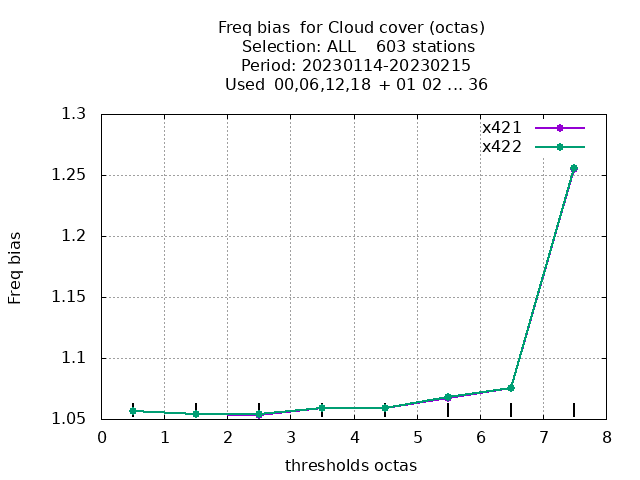 Freq bias  for Cloud cover (octas)
Selection: ALL    603 stations
Period: 20230114-20230215
Used  00,06,12,18  + 01 02 ... 36
1.3
x421
x422
1.25
1.2
Freq bias
1.15
1.1
1.05
0 1 2 3 4 5 6 7 8
thresholds octas